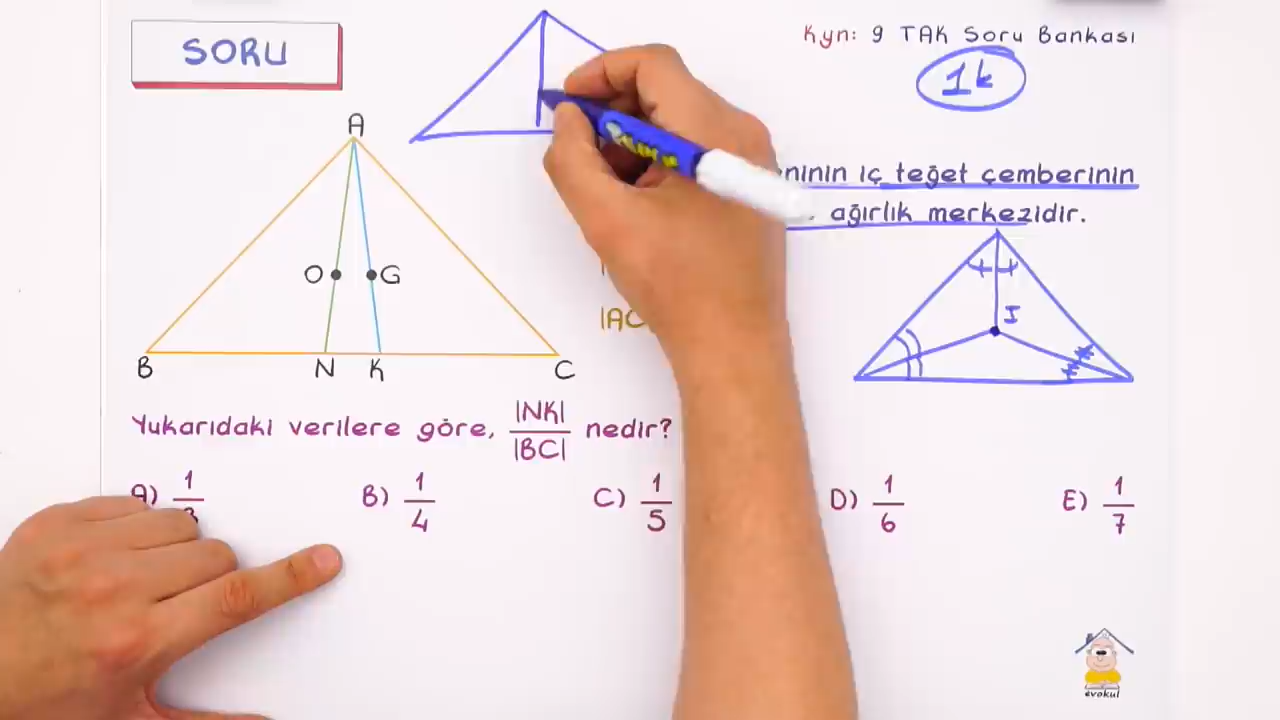 SORU
Kyn: 9 TAK Soru Bankası
1k
A
iç teğet çemberinin
ağırlık merkezidir.
O G
I
|AC
B N K C
Yukarıdaki verilere göre, |NK| / |BC| nedir?
A) 1/3 B) 1/4 C) 1/5 D) 1/6 E) 1/7
evokul